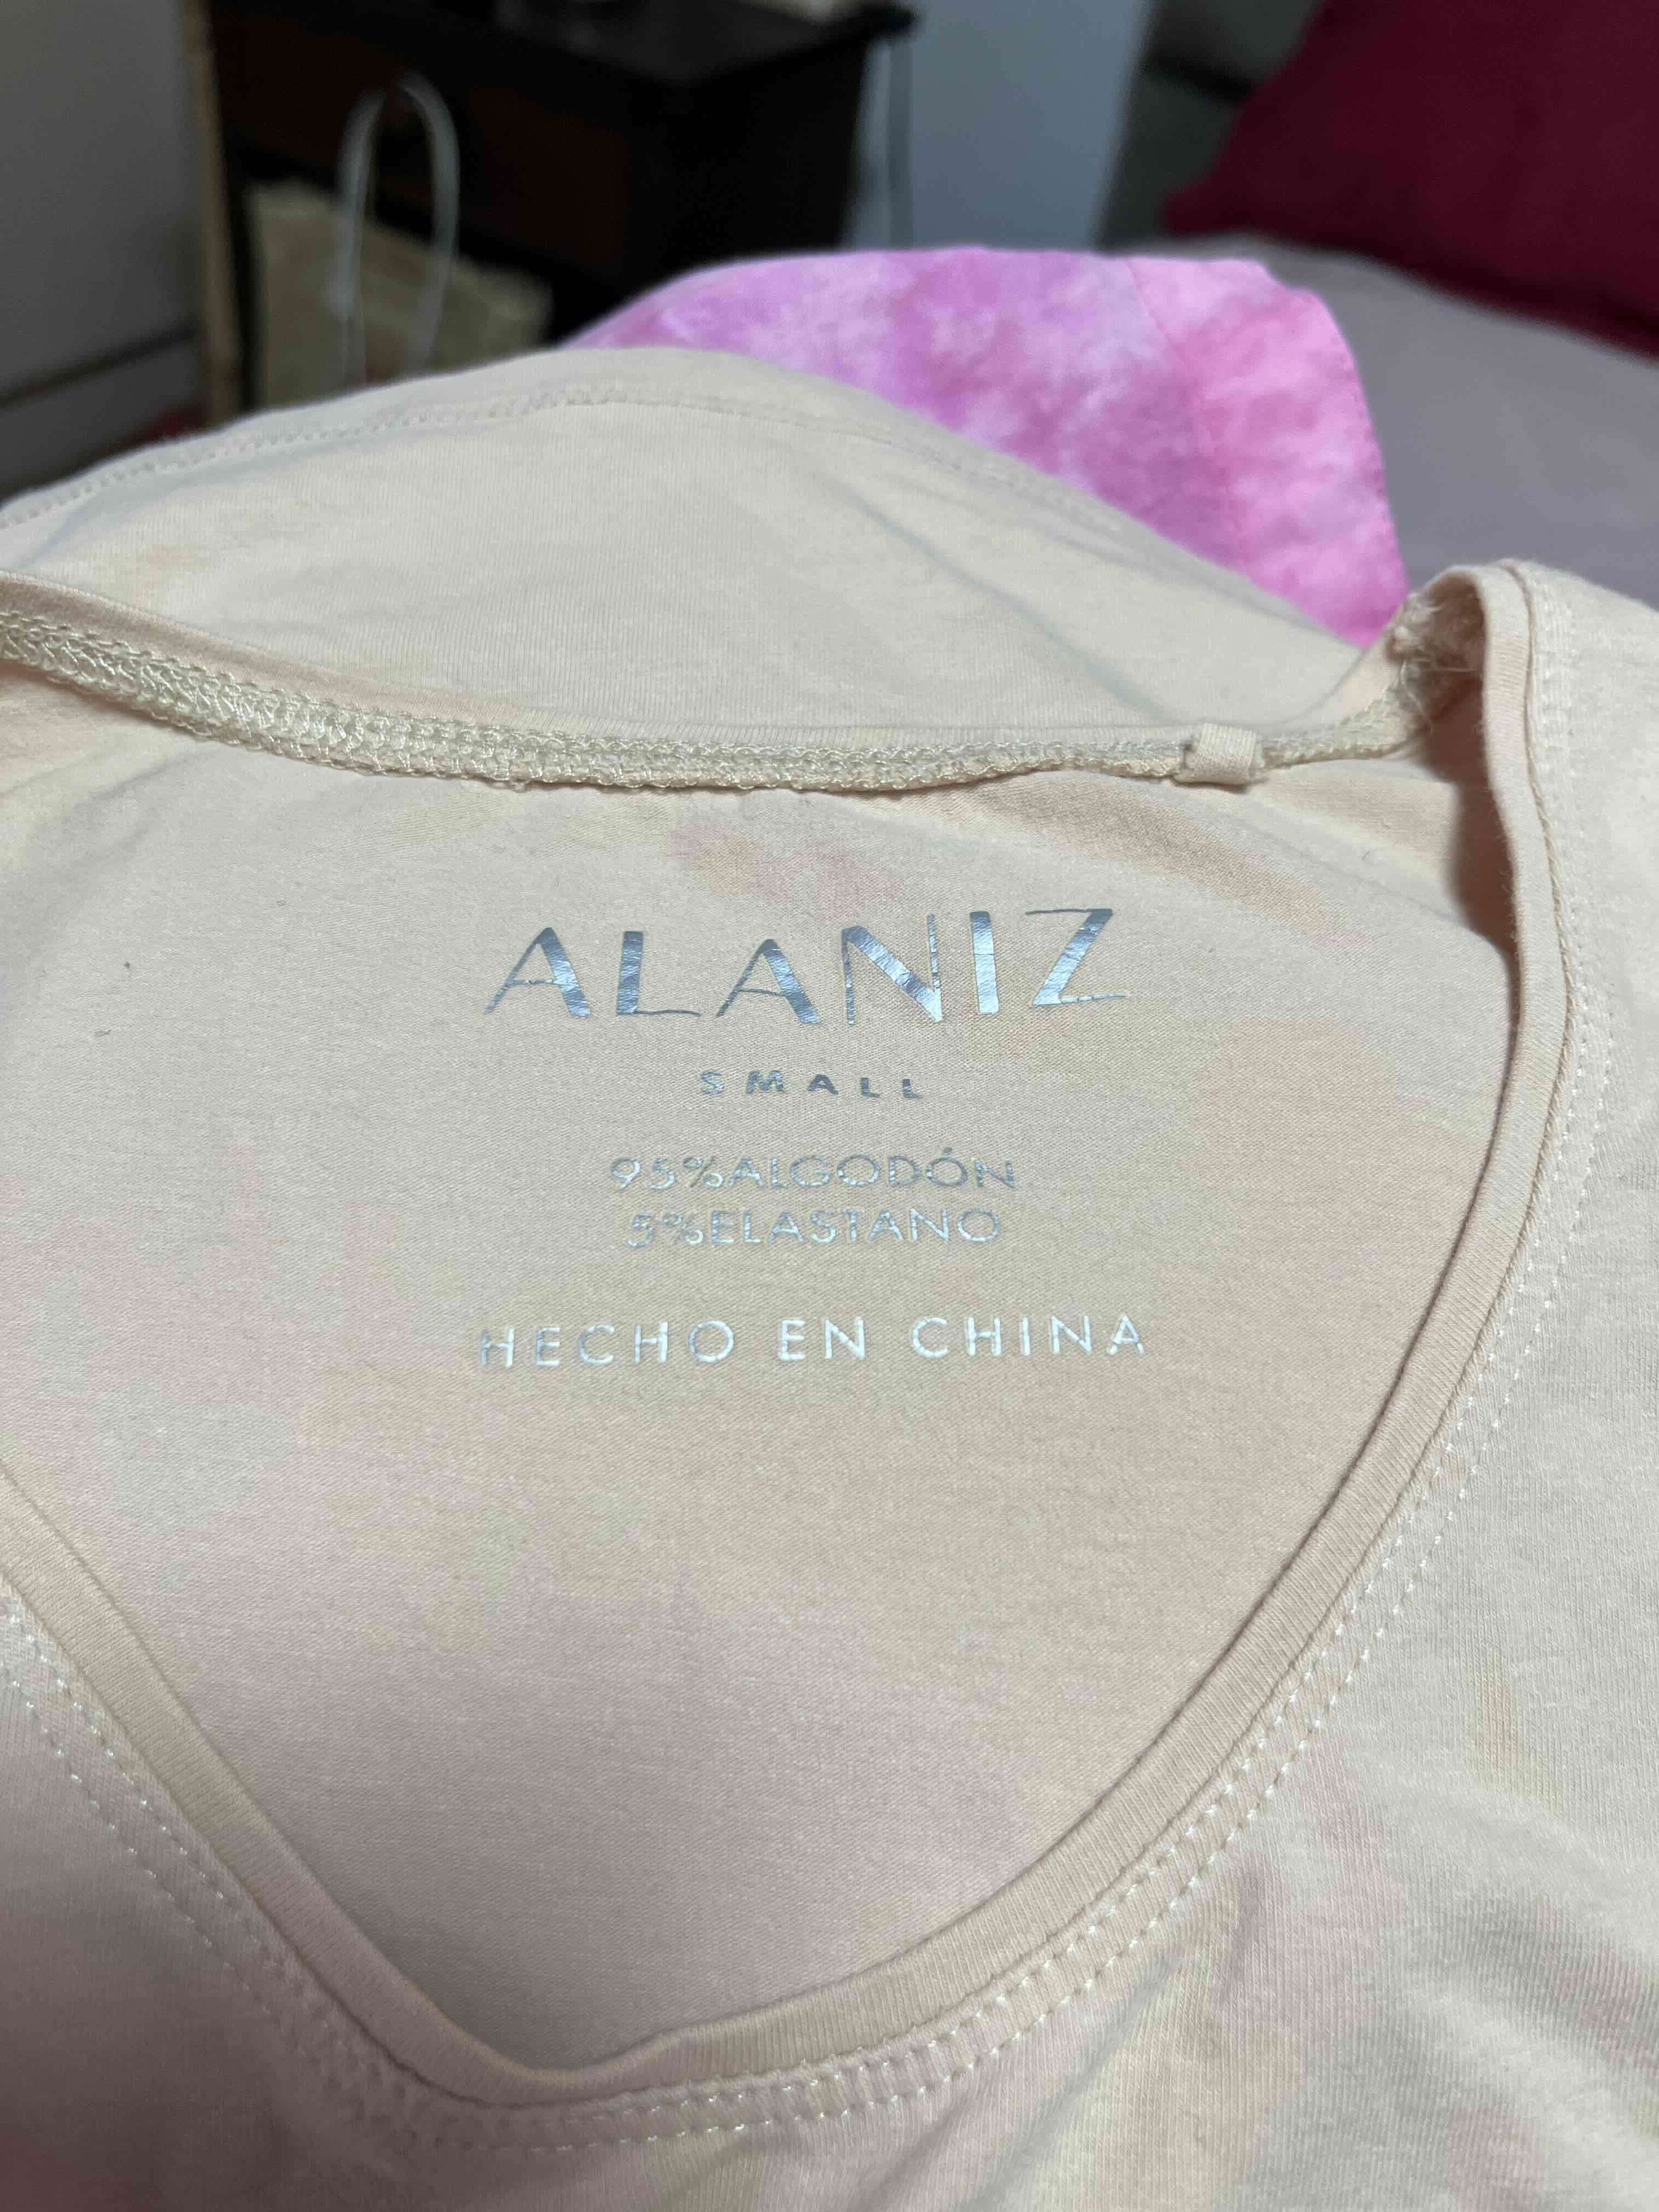 ALANIZ
SMALL
95%ALGODÓN
5%ELASTANO
HECHO EN CHINA